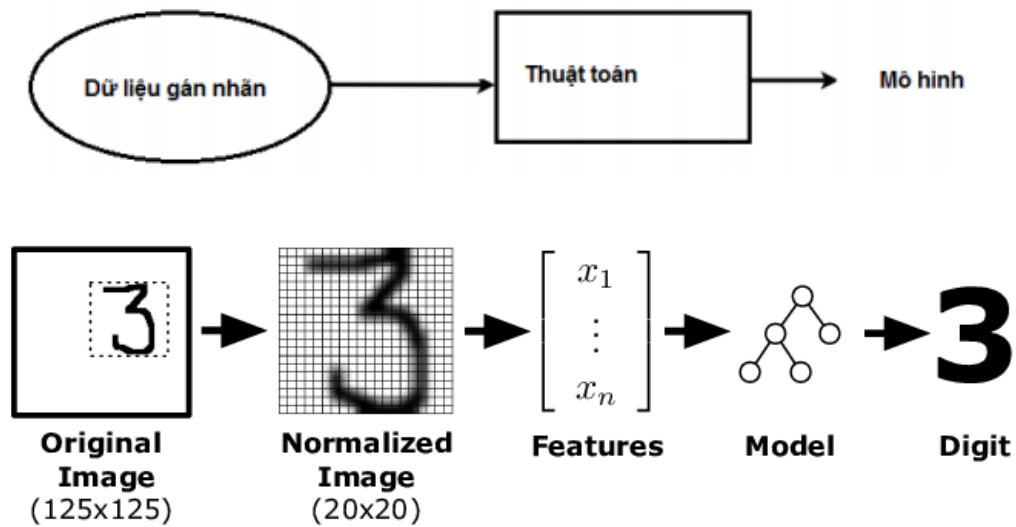 Dữ liệu gán nhãn
Thuật toán
Mô hình
3
3
x₁
⋮
xₙ
3
Original
Image
(125x125)
Normalized
Image
(20x20)
Features
Model
Digit